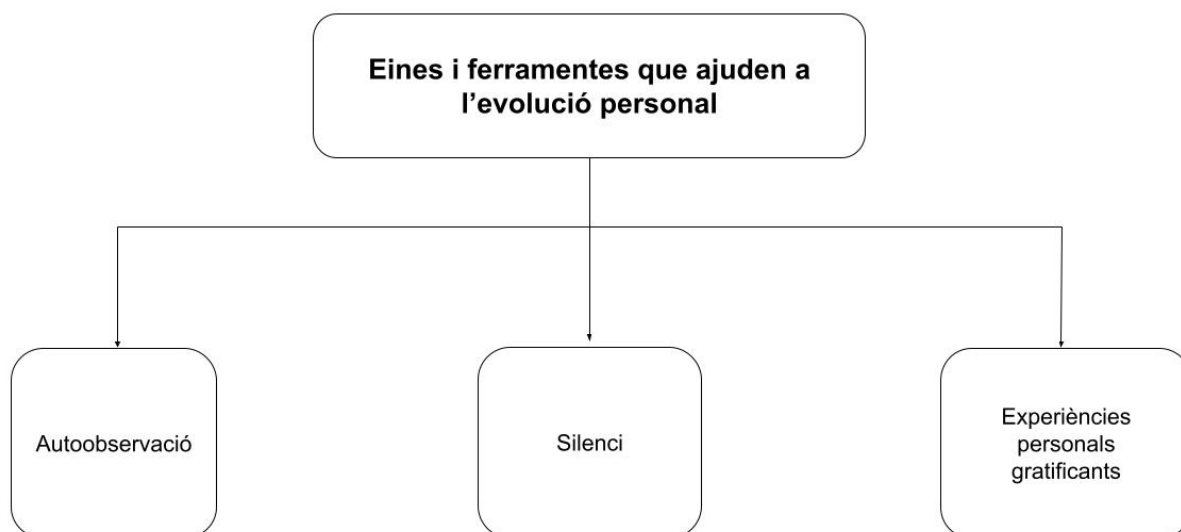 Eines i ferramentes que ajuden a
l’evolució personal
Autoobservació
Silenci
Experiències
personals
gratificants